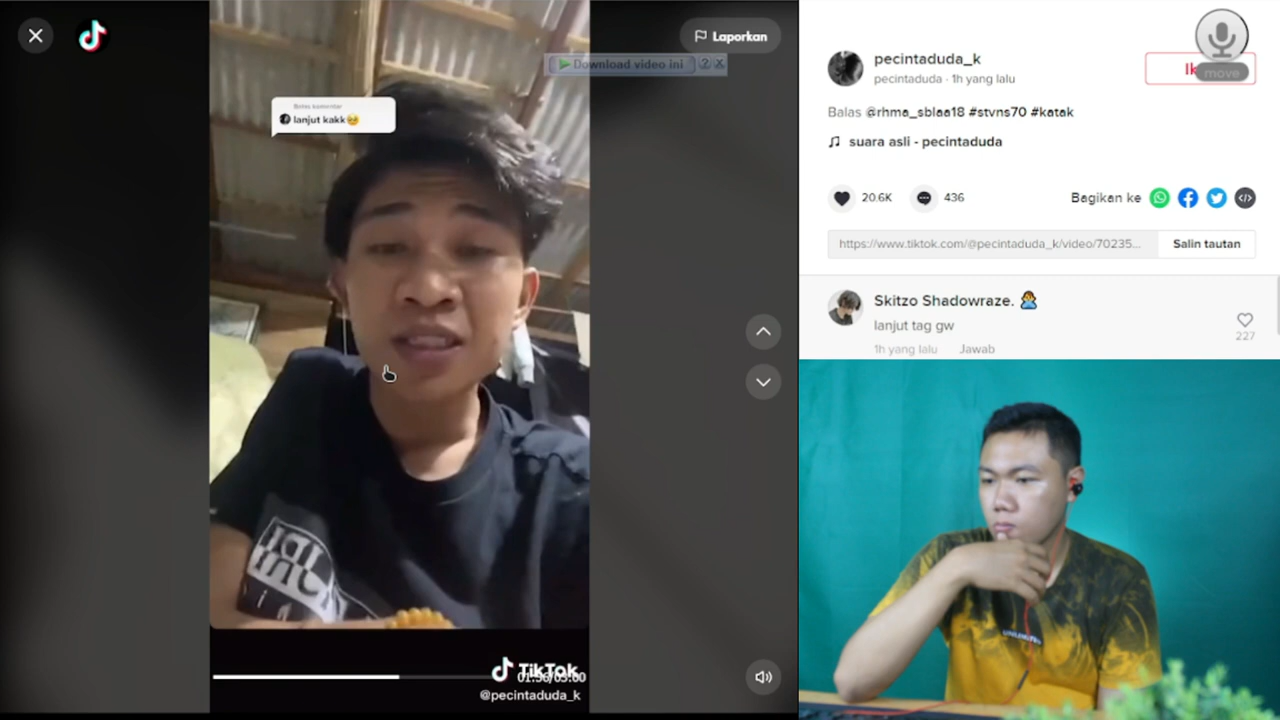 Laporkan
Download video ini
Balas komentar
lanjut kakk🥺
TikTok
03:00
@pecintaduda_k
pecintaduda_k
pecintaduda · 1h yang lalu
move
Balas @rhma_sblaa18 #stvns70 #katak
suara asli - pecintaduda
20.6K
436
Bagikan ke
https://www.tiktok.com/@pecintaduda_k/video/70235...
Salin tautan
Skitzo Shadowraze. 🙍‍♂️
lanjut tag gw
227
1h yang lalu
Jawab